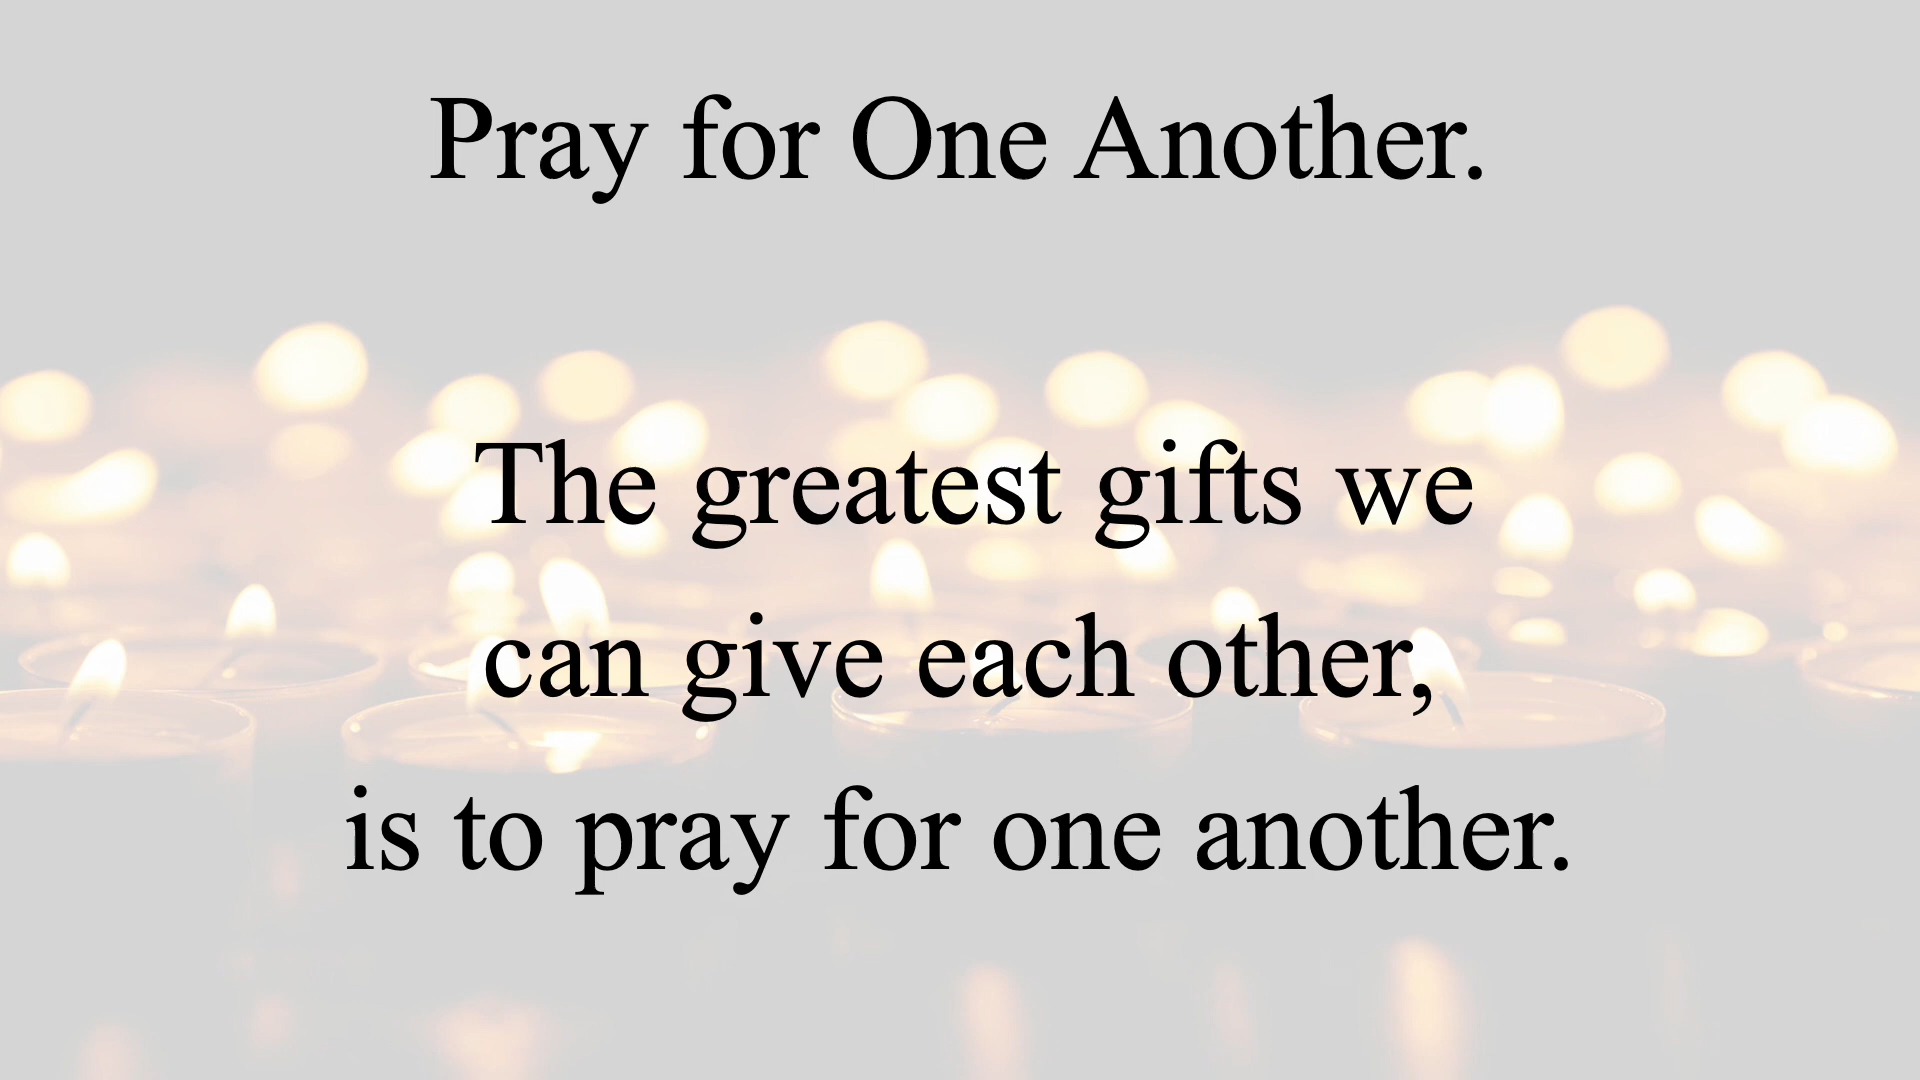 Pray for One Another.
The greatest gifts we
can give each other,
is to pray for one another.